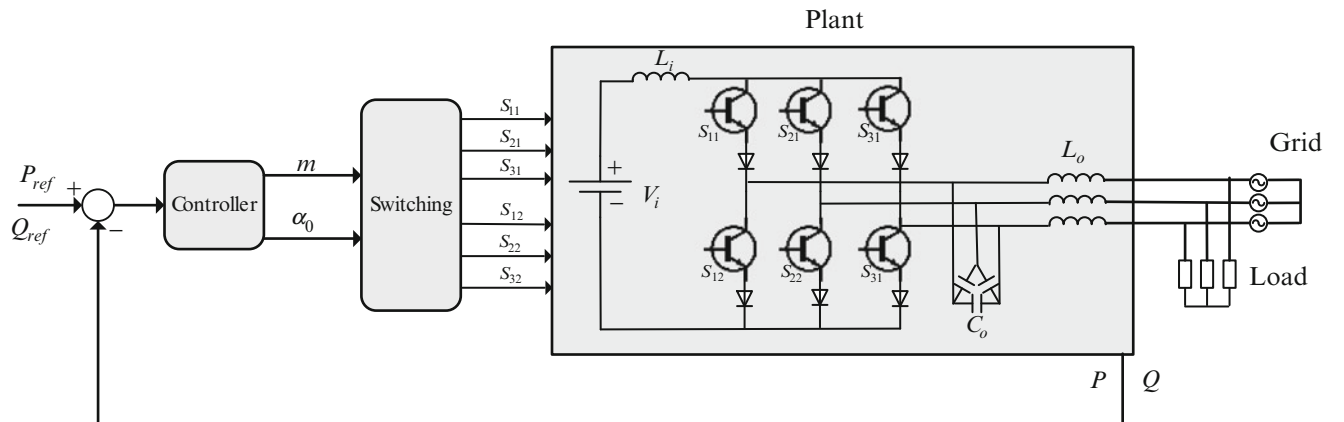 Plant
L_i
S_11
S_21
S_31
S_12
S_22
S_32
P_ref
Q_ref
+
−
Controller
m
α_0
Switching
+
−
V_i
S_11
S_21
S_31
S_12
S_22
S_31
C_o
L_o
Grid
Load
P
Q